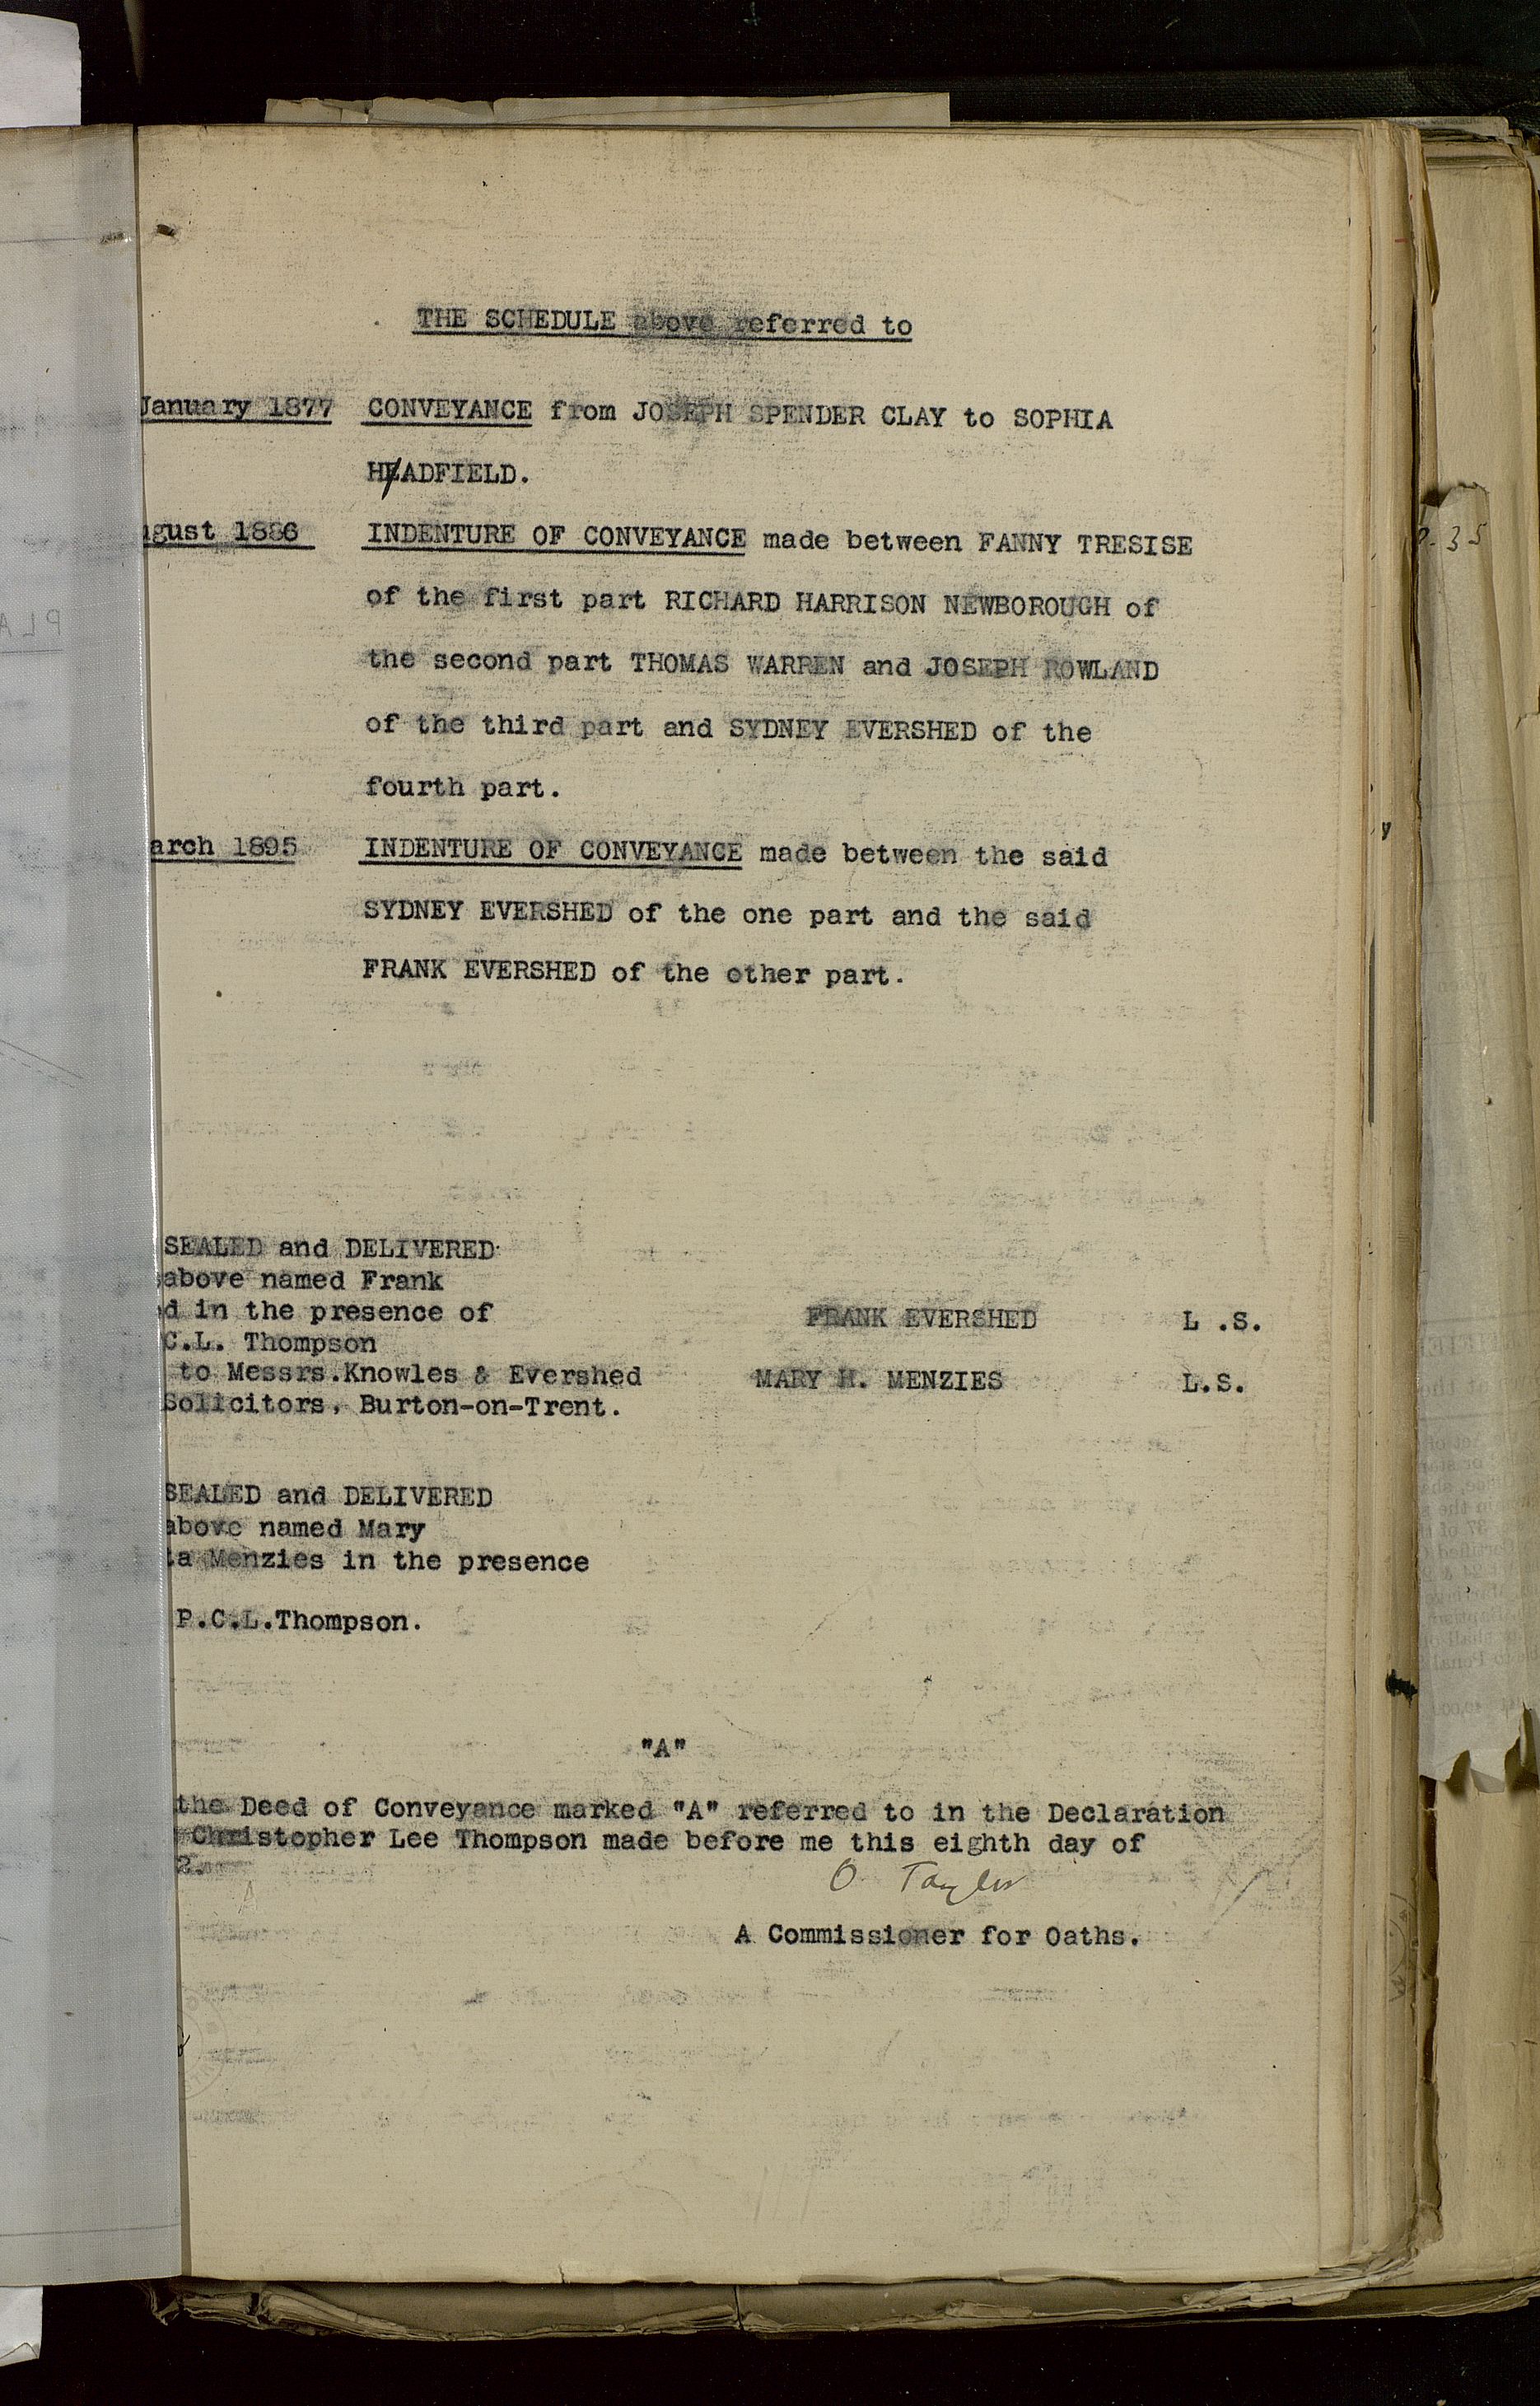 THE SCHEDULE above referred to
January 1877 CONVEYANCE from JOSEPH SPENDER CLAY to SOPHIA
HEADFIELD.
ugust 1886 INDENTURE OF CONVEYANCE made between FANNY TRESISE
of the first part RICHARD HARRISON NEWBOROUGH of
the second part THOMAS WARREN and JOSEPH ROWLAND
of the third part and SYDNEY EVERSHED of the
fourth part.
arch 1895 INDENTURE OF CONVEYANCE made between the said
SYDNEY EVERSHED of the one part and the said
FRANK EVERSHED of the other part.
SEALED and DELIVERED
above named Frank
d in the presence of
C.L. Thompson
to Messrs.Knowles & Evershed
Solicitors, Burton-on-Trent.
FRANK EVERSHED L .S.
MARY H. MENZIES L.S.
SEALED and DELIVERED
above named Mary
ta Menzies in the presence
P.C.L.Thompson.
"A"
the Deed of Conveyance marked "A" referred to in the Declaration
Christopher Lee Thompson made before me this eighth day of
2.
O. Taylor
A Commissioner for Oaths.